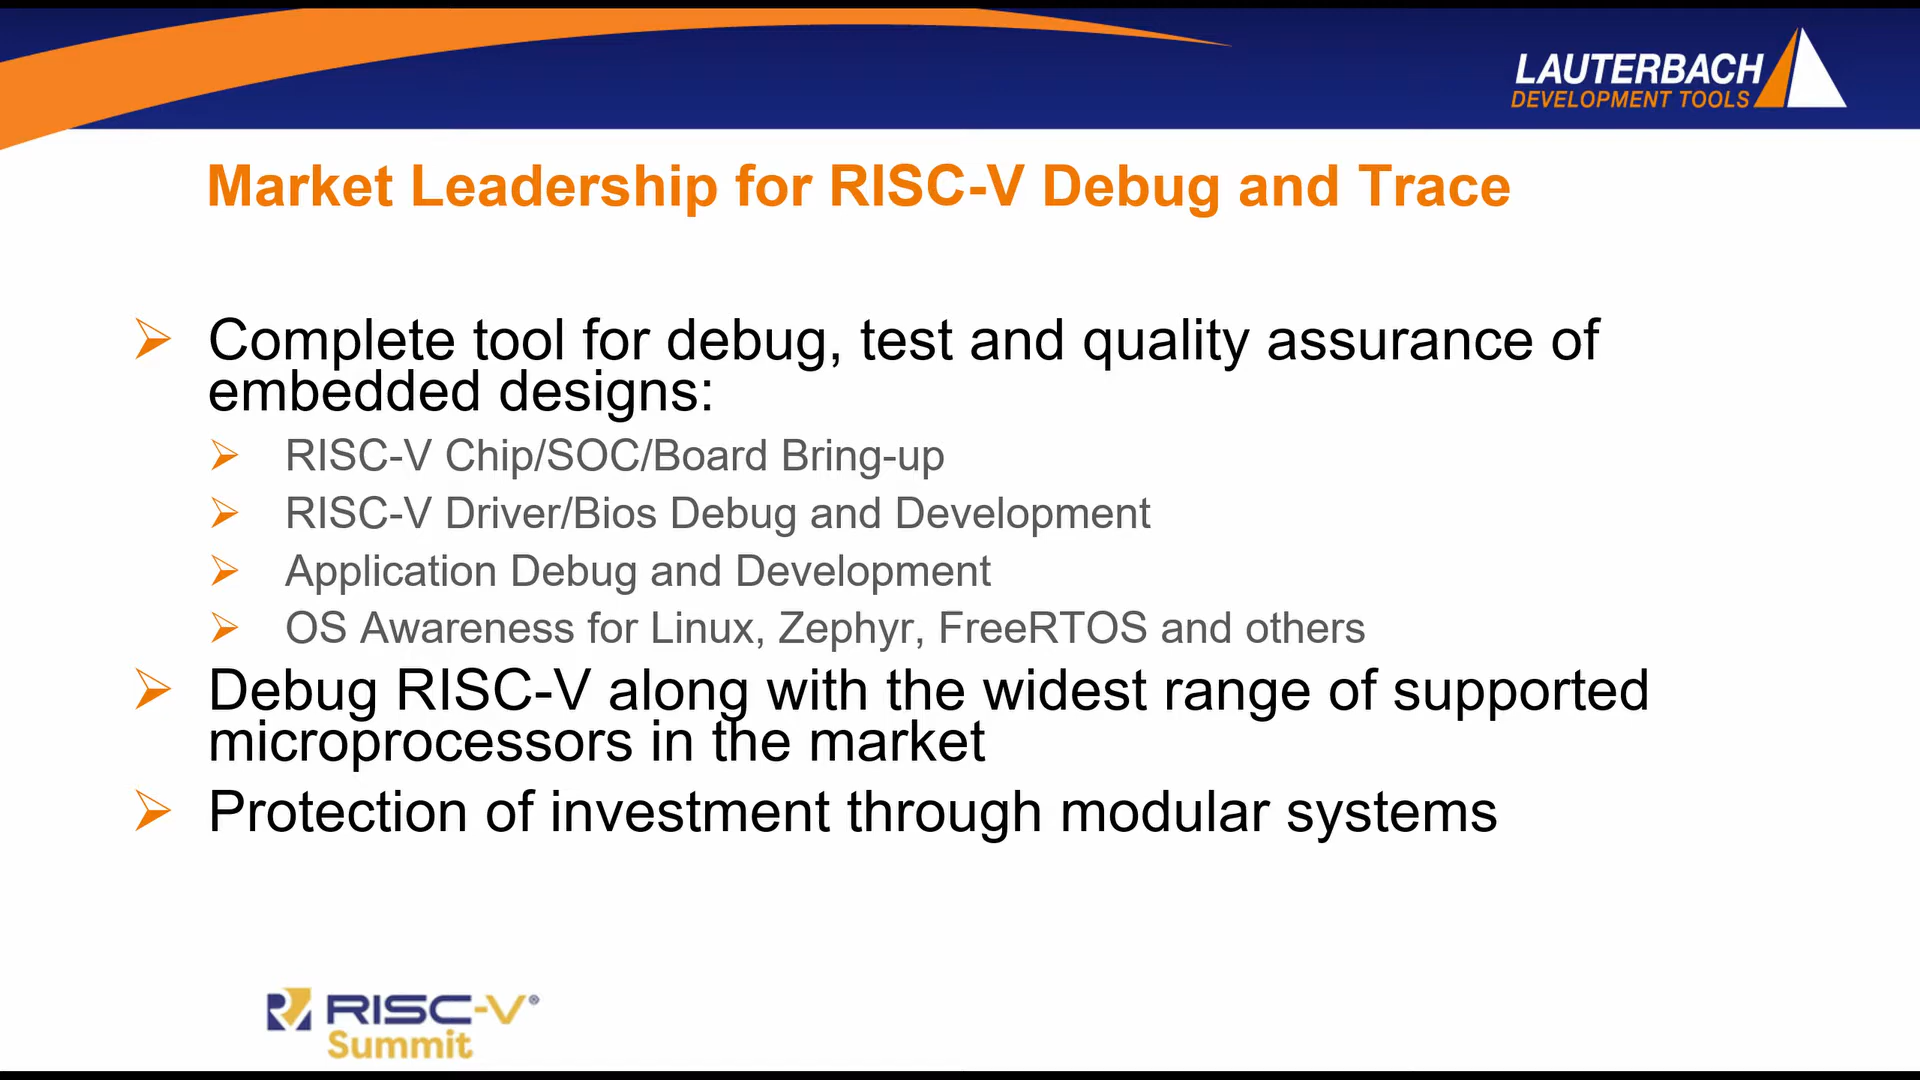 LAUTERBACH
DEVELOPMENT TOOLS
Market Leadership for RISC-V Debug and Trace
Complete tool for debug, test and quality assurance of
embedded designs:
RISC-V Chip/SOC/Board Bring-up
RISC-V Driver/Bios Debug and Development
Application Debug and Development
OS Awareness for Linux, Zephyr, FreeRTOS and others
Debug RISC-V along with the widest range of supported
microprocessors in the market
Protection of investment through modular systems
RISC-V®
Summit